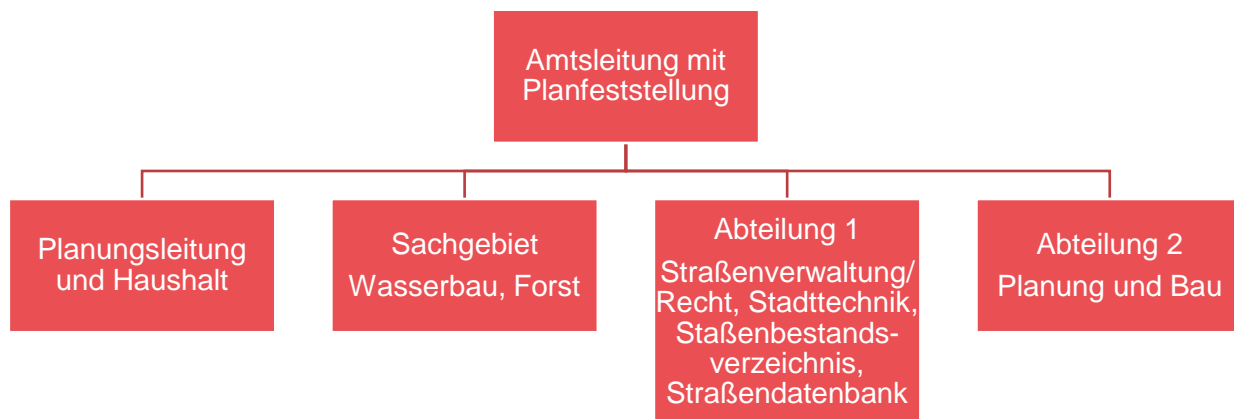 Amtsleitung mit
Planfeststellung
Planungsleitung
und Haushalt
Sachgebiet
Wasserbau, Forst
Abteilung 1
Straßenverwaltung/
Recht, Stadttechnik,
Staßenbestands-
verzeichnis,
Straßendatenbank
Abteilung 2
Planung und Bau